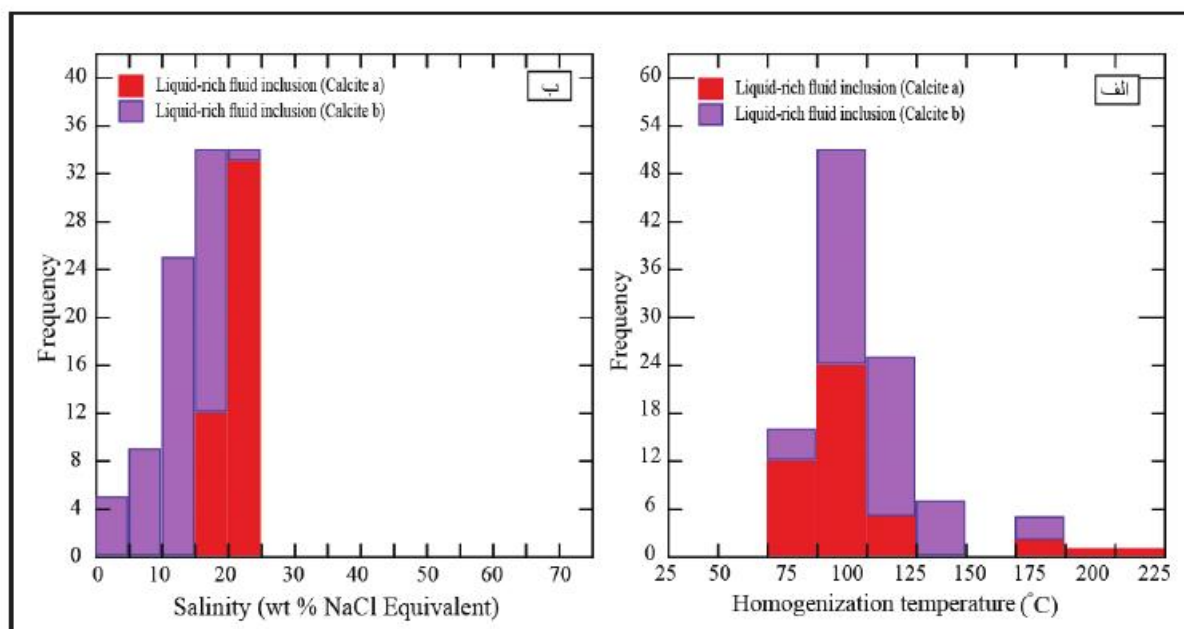 40
36
32
28
24
20
16
12
8
4
0
Frequency
Liquid-rich fluid inclusion (Calcite a)
Liquid-rich fluid inclusion (Calcite b)
ب
0 10 20 30 40 50 60 70
Salinity (wt % NaCl Equivalent)
60
54
48
42
36
30
24
18
12
6
0
Frequency
Liquid-rich fluid inclusion (Calcite a)
Liquid-rich fluid inclusion (Calcite b)
الف
25 50 75 100 125 150 175 200 225
Homogenization temperature (°C)